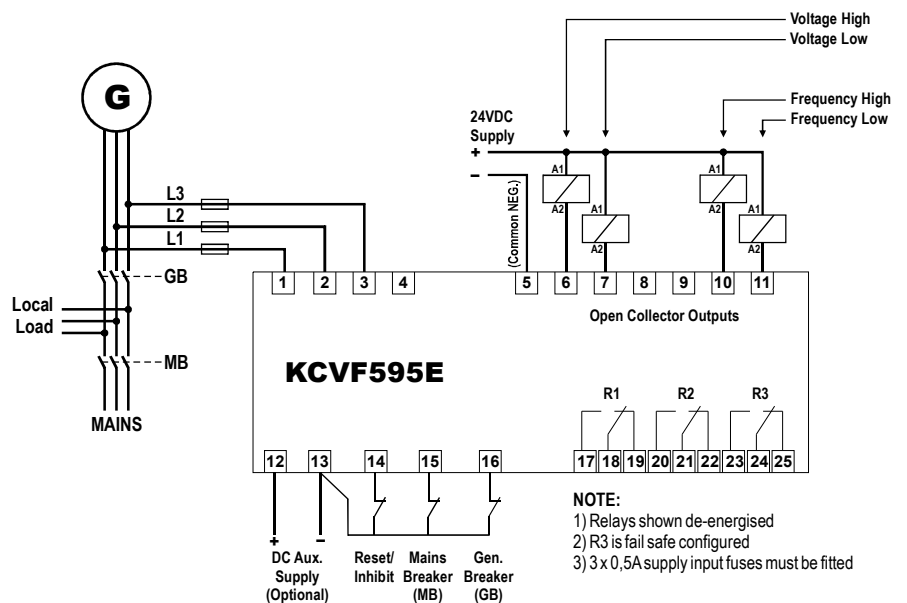 Voltage High
Voltage Low
Frequency High
Frequency Low
G
24VDC
Supply
+
–
(Common NEG.)
A1
A2
A1
A2
A1
A2
A1
A2
L3
L2
L1
1 2 3 4 5 6 7 8 9 10 11
GB
Open Collector Outputs
Local
Load
MB
KCVF595E
MAINS
R1 R2 R3
12 13 14 15 16 17 18 19 20 21 22 23 24 25
+ –
DC Aux.
Supply
(Optional)
Reset/
Inhibit
Mains
Breaker
(MB)
Gen.
Breaker
(GB)
NOTE:
1) Relays shown de-energised
2) R3 is fail safe configured
3) 3 x 0,5A supply input fuses must be fitted